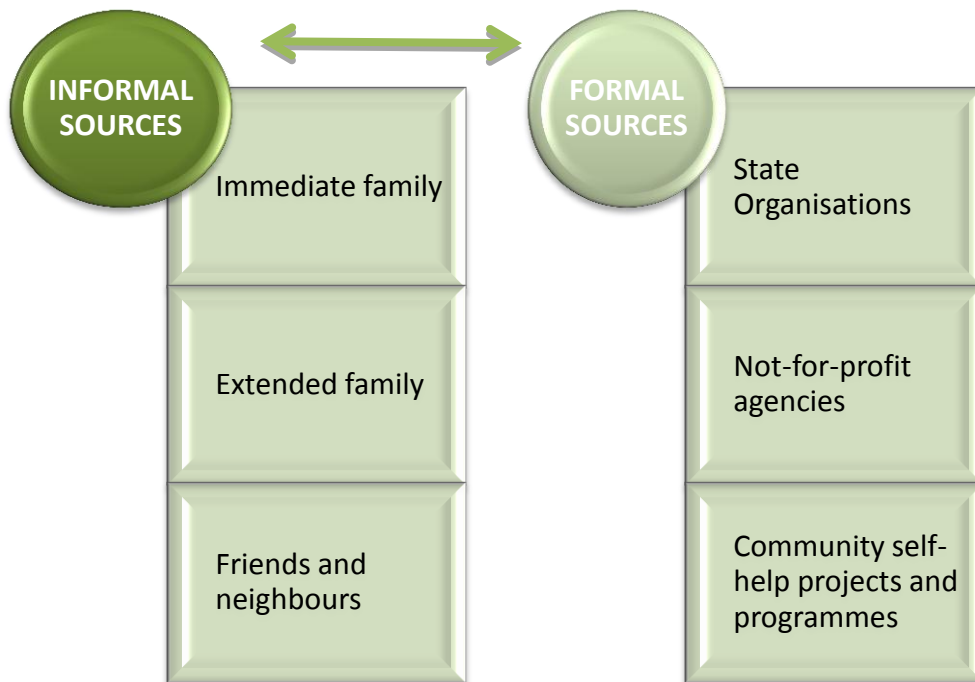 INFORMAL
SOURCES
Immediate family
Extended family
Friends and
neighbours
FORMAL
SOURCES
State
Organisations
Not-for-profit
agencies
Community self-
help projects and
programmes